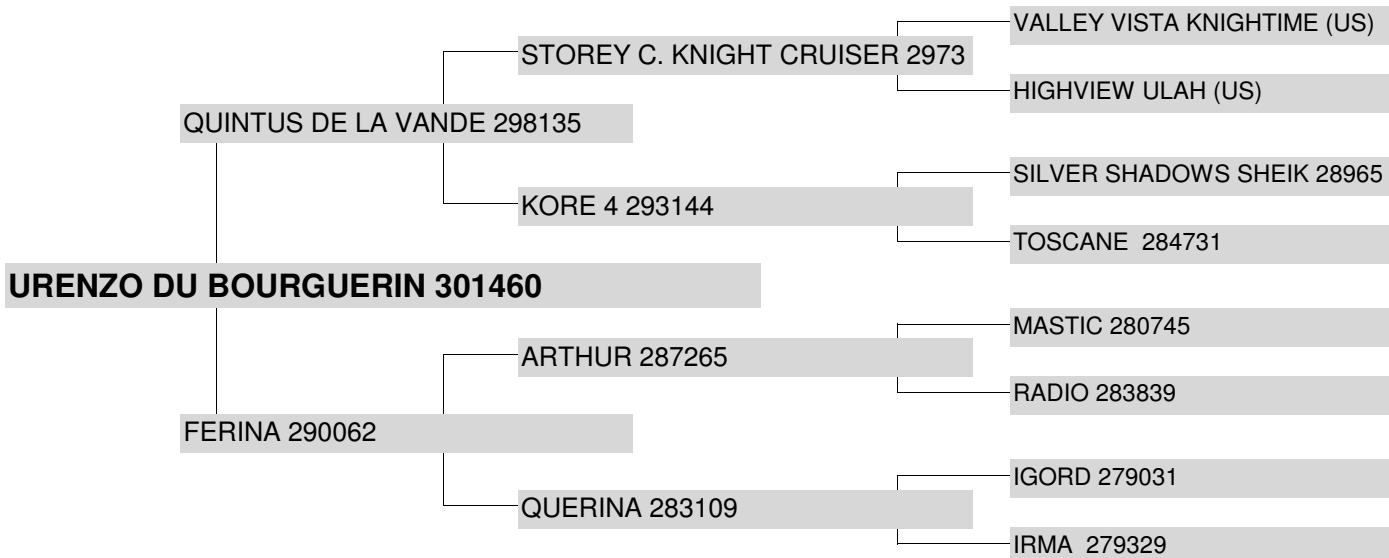 VALLEY VISTA KNIGHTIME (US)
STOREY C. KNIGHT CRUISER 2973
HIGHVIEW ULAH (US)
QUINTUS DE LA VANDE 298135
SILVER SHADOWS SHEIK 28965
KORE 4 293144
TOSCANE 284731
URENZO DU BOURGUERIN 301460
MASTIC 280745
ARTHUR 287265
RADIO 283839
FERINA 290062
IGORD 279031
QUERINA 283109
IRMA 279329